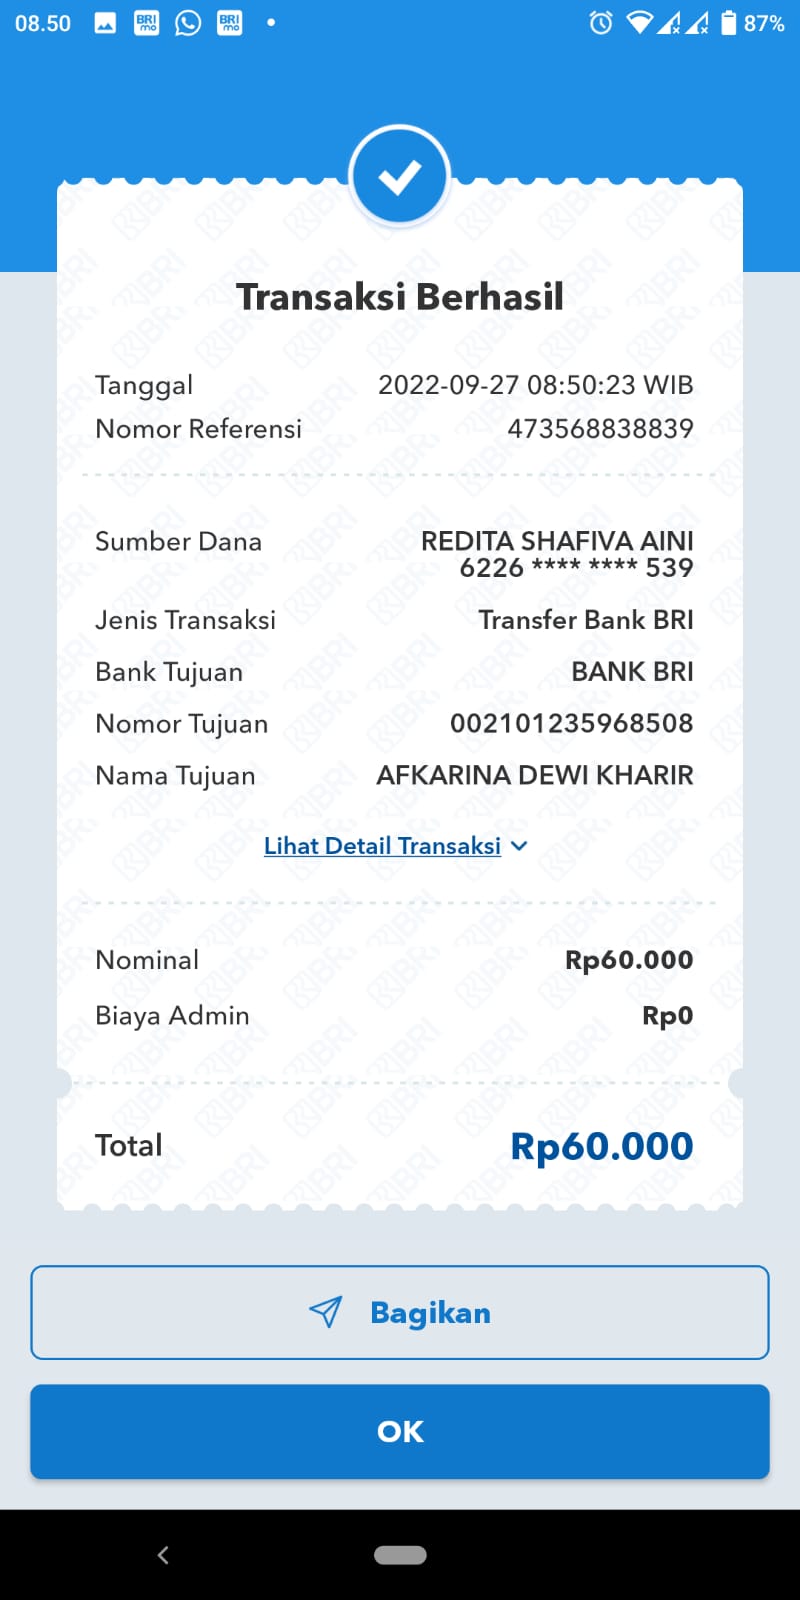 08.50
BRI
mo
BRI
mo
87%
Transaksi Berhasil
Tanggal 2022-09-27 08:50:23 WIB
Nomor Referensi 473568838839
Sumber Dana REDITA SHAFIVA AINI
6226 **** **** 539
Jenis Transaksi Transfer Bank BRI
Bank Tujuan BANK BRI
Nomor Tujuan 002101235968508
Nama Tujuan AFKARINA DEWI KHARIR
Lihat Detail Transaksi
Nominal Rp60.000
Biaya Admin Rp0
Total Rp60.000
Bagikan
OK